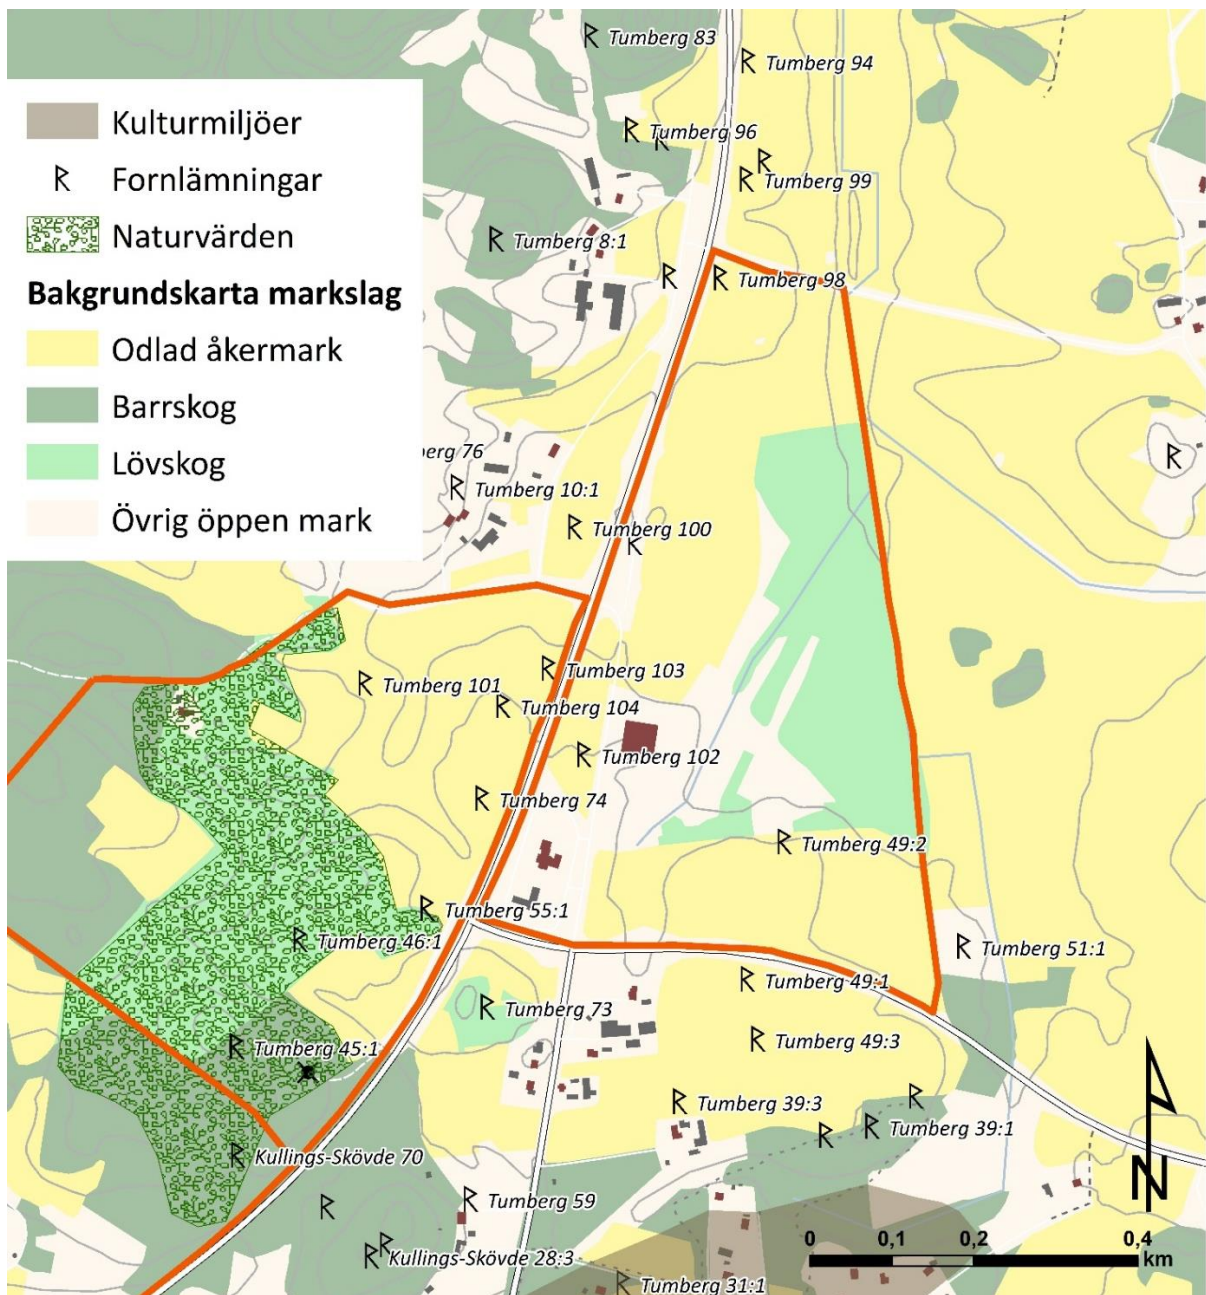 Tumberg 83
Tumberg 94
Kulturmiljöer
Tumberg 96
Fornlämningar
Tumberg 99
Naturvärden
Tumberg 8:1
Bakgrundskarta markslag
Tumberg 98
Odlad åkermark
Barrskog
Lövskog
berg 76
Tumberg 10:1
Övrig öppen mark
Tumberg 100
Tumberg 103
Tumberg 101
Tumberg 104
Tumberg 102
Tumberg 74
Tumberg 49:2
Tumberg 55:1
Tumberg 46:1
Tumberg 51:1
Tumberg 49:1
Tumberg 73
Tumberg 45:1
Tumberg 49:3
Tumberg 39:3
Tumberg 39:1
Kullings-Skövde 70
N
Tumberg 59
0 0,1 0,2 0,4
km
Kullings-Skövde 28:3
Tumberg 31:1